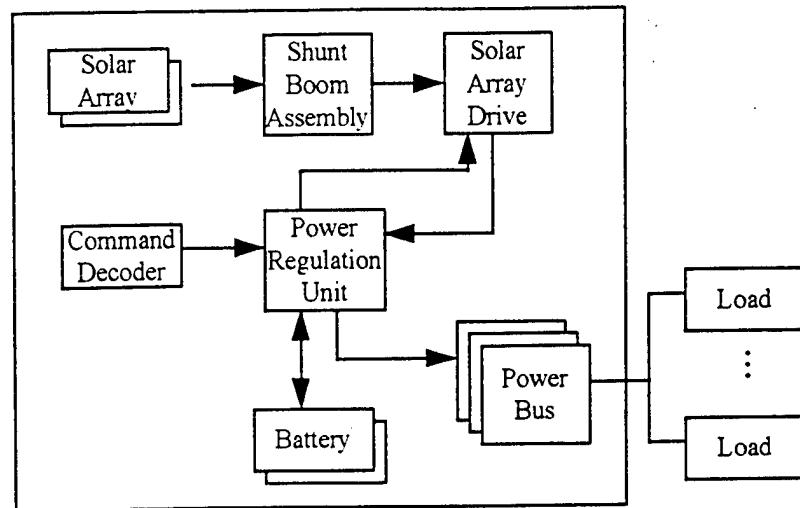 Solar
Array
Shunt
Boom
Assembly
Solar
Array
Drive
Command
Decoder
Power
Regulation
Unit
Load
Power
Bus
Battery
Load